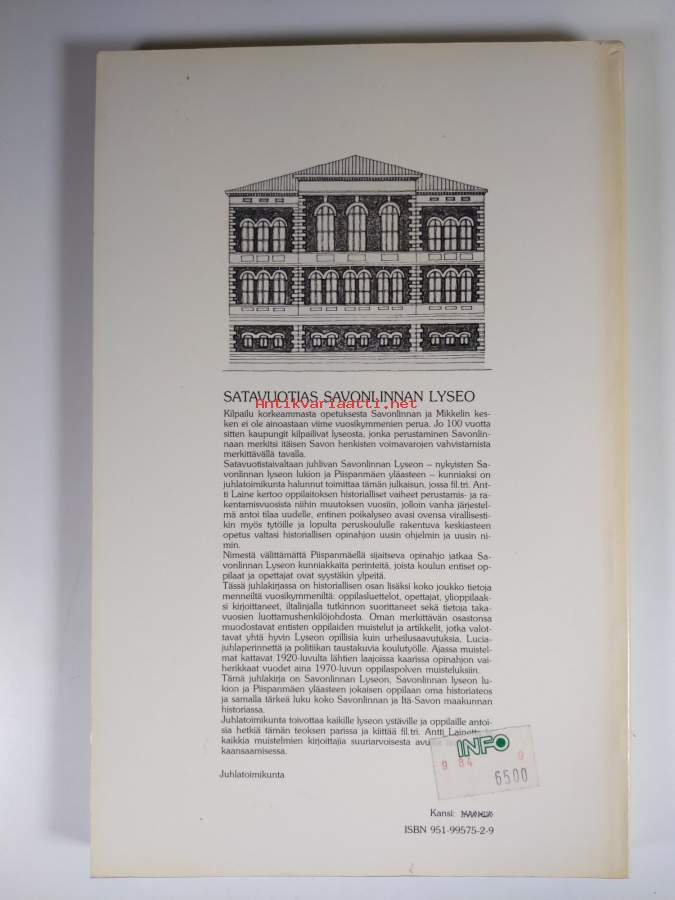 SATAVUOTIAS SAVONLINNAN LYSEO
Antikvariaatti.net
Kilpailu korkeammasta opetuksesta Savonlinnan ja Mikkelin kes-
ken ei ole ainoastaan viime vuosikymmenien perua. Jo 100 vuotta
sitten kaupungit kilpailivat lyseosta, jonka perustaminen Savonlin-
naan merkitsi itäisen Savon henkisten voimavarojen vahvistamista
merkittävällä tavalla.
Satavuotistaivaltaan juhlivan Savonlinnan Lyseon – nykyisten Sa-
vonlinnan lyseon lukion ja Piispanmäen yläasteen – kunniaksi on
juhlatoimikunta halunnut toimittaa tämän julkaisun, jossa fil.tri. Ant-
ti Laine kertoo oppilaitoksen historialliset vaiheet perustamis- ja ra-
kentamisvuosista niihin muutoksen vuosiin, jolloin vanha järjestel-
mä antoi tilaa uudelle, entinen poikalyseo avasi ovensa virallisesti-
kin myös tytöille ja lopulta peruskoululle rakentuva keskiasteen
opetus valtasi historiallisen opinahjon uusin ohjelmin ja uusin ni-
min.
Nimestä välittämättä Piispanmäellä sijaitseva opinahjo jatkaa Sa-
vonlinnan Lyseon kunniakkaita perinteitä, joista koulun entiset op-
pilaat ja opettajat ovat syystäkin ylpeitä.
Tässä juhlakirjassa on historiallisen osan lisäksi koko joukko tietoja
menneiltä vuosikymmeniltä: oppilasluettelot, opettajat, ylioppilaak-
si kirjoittaneet, iltalinjalla tutkinnon suorittaneet sekä tietoja taka-
vuosien luottamushenkilöjohdosta. Oman merkittävän osastonsa
muodostavat entisten oppilaiden muistelut ja artikkelit, jotka valot-
tavat yhtä hyvin Lyseon opillisia kuin urheilusaavutuksia, Lucia-
juhlaperinnettä ja politiikan taustakuvia koulutyölle. Ajassa muistel-
mat kattavat 1920-luvulta lähtien laajoissa kaarissa opinahjon vai-
herikkaat vuodet aina 1970-luvun oppilaspolven muisteluksiin.
Tämä juhlakirja on Savonlinnan Lyseon, Savonlinnan lyseon lu-
kion ja Piispanmäen yläasteen jokaisen oppilaan oma historiateos
ja samalla tärkeä luku koko Savonlinnan ja Itä-Savon maakunnan
historiassa.
Juhlatoimikunta toivottaa kaikille lyseon ystäville ja oppilaille antoi-
sia hetkiä tämän teoksen parissa ja kiittää fil.tri. Antti Lainetta
kaikkia muistelmien kirjoittajia suuriarvoisesta
kaansaamisessa.
INFO
9 84 9
6500
Juhlatoimikunta
Kansi:
ISBN 951-99575-2-9